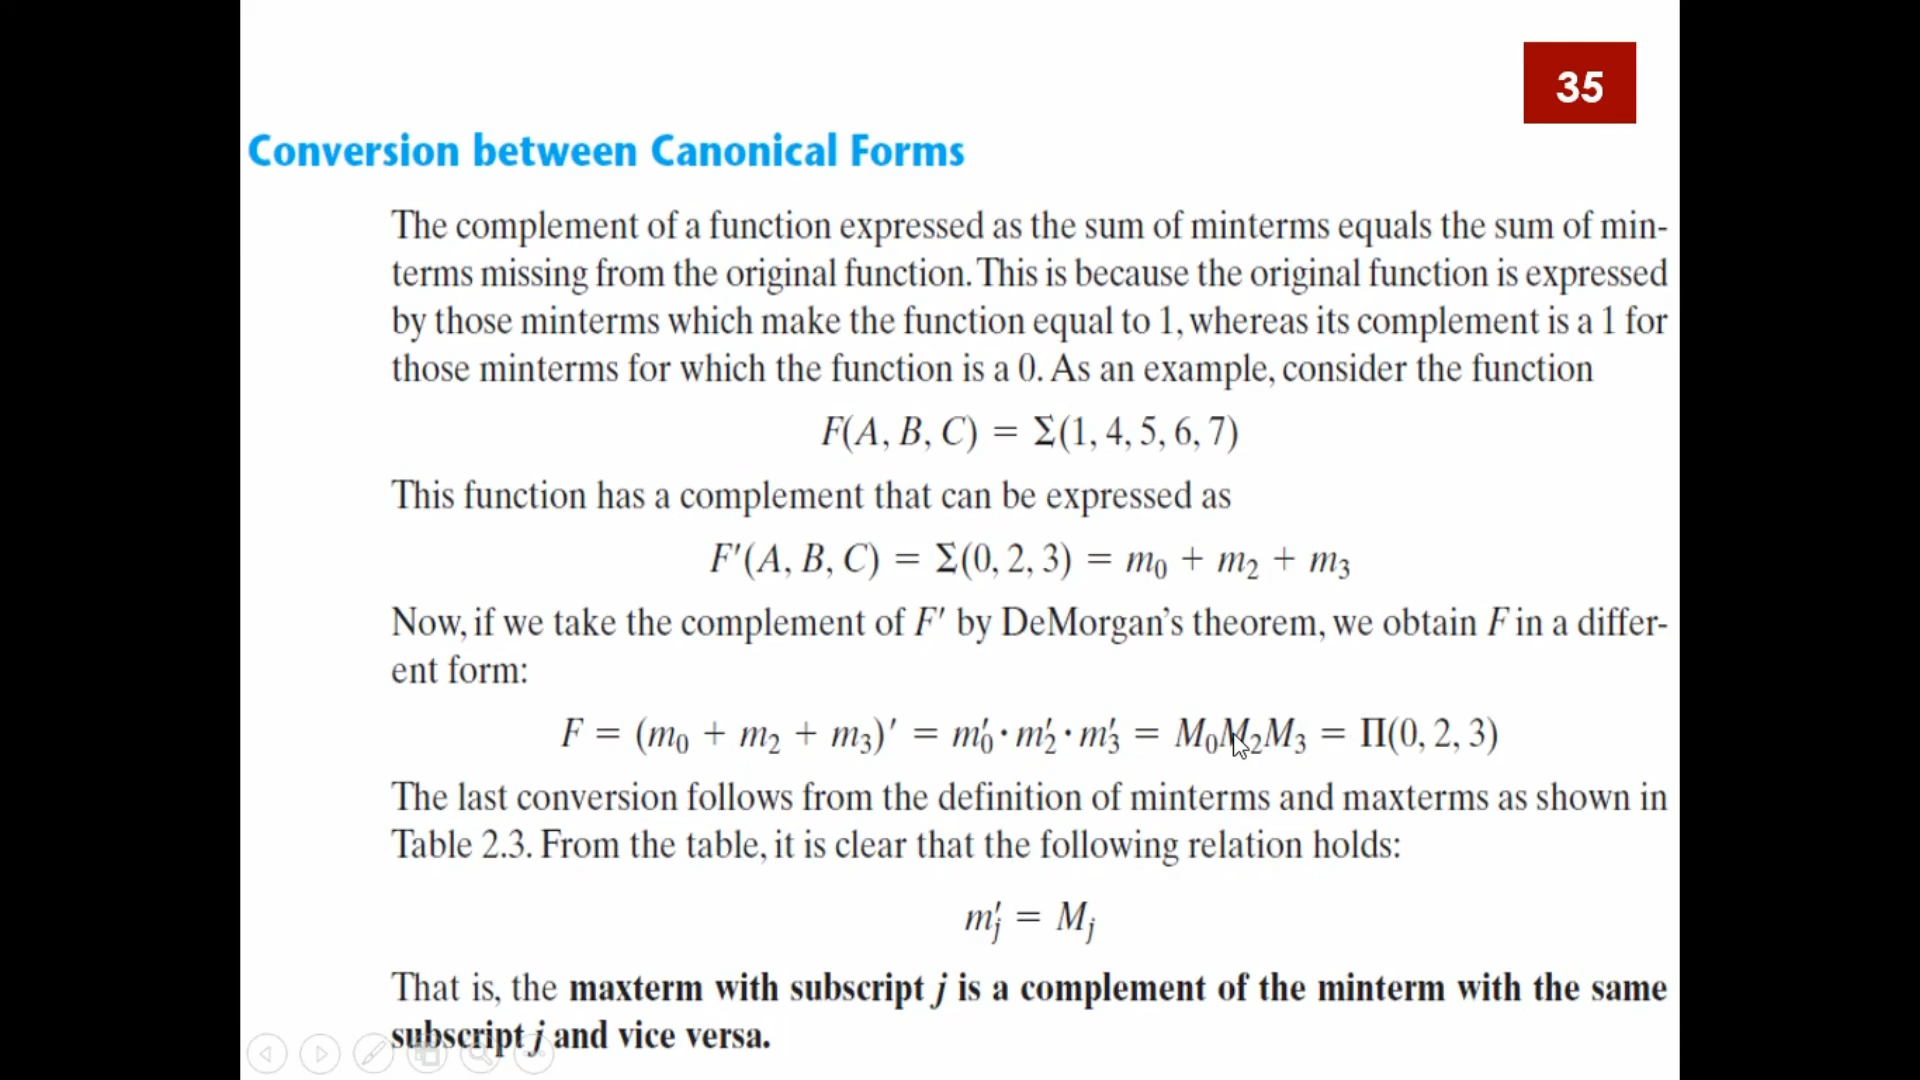 35
Conversion between Canonical Forms
The complement of a function expressed as the sum of minterms equals the sum of min-
terms missing from the original function. This is because the original function is expressed
by those minterms which make the function equal to 1, whereas its complement is a 1 for
those minterms for which the function is a 0. As an example, consider the function
F(A, B, C) = Σ(1, 4, 5, 6, 7)
This function has a complement that can be expressed as
F′(A, B, C) = Σ(0, 2, 3) = m₀ + m₂ + m₃
Now, if we take the complement of F′ by DeMorgan's theorem, we obtain F in a differ-
ent form:
F = (m₀ + m₂ + m₃)′ = m₀′ · m₂′ · m₃′ = M₀M₂M₃ = Π(0, 2, 3)
The last conversion follows from the definition of minterms and maxterms as shown in
Table 2.3. From the table, it is clear that the following relation holds:
mⱼ′ = Mⱼ
That is, the maxterm with subscript j is a complement of the minterm with the same
subscript j and vice versa.